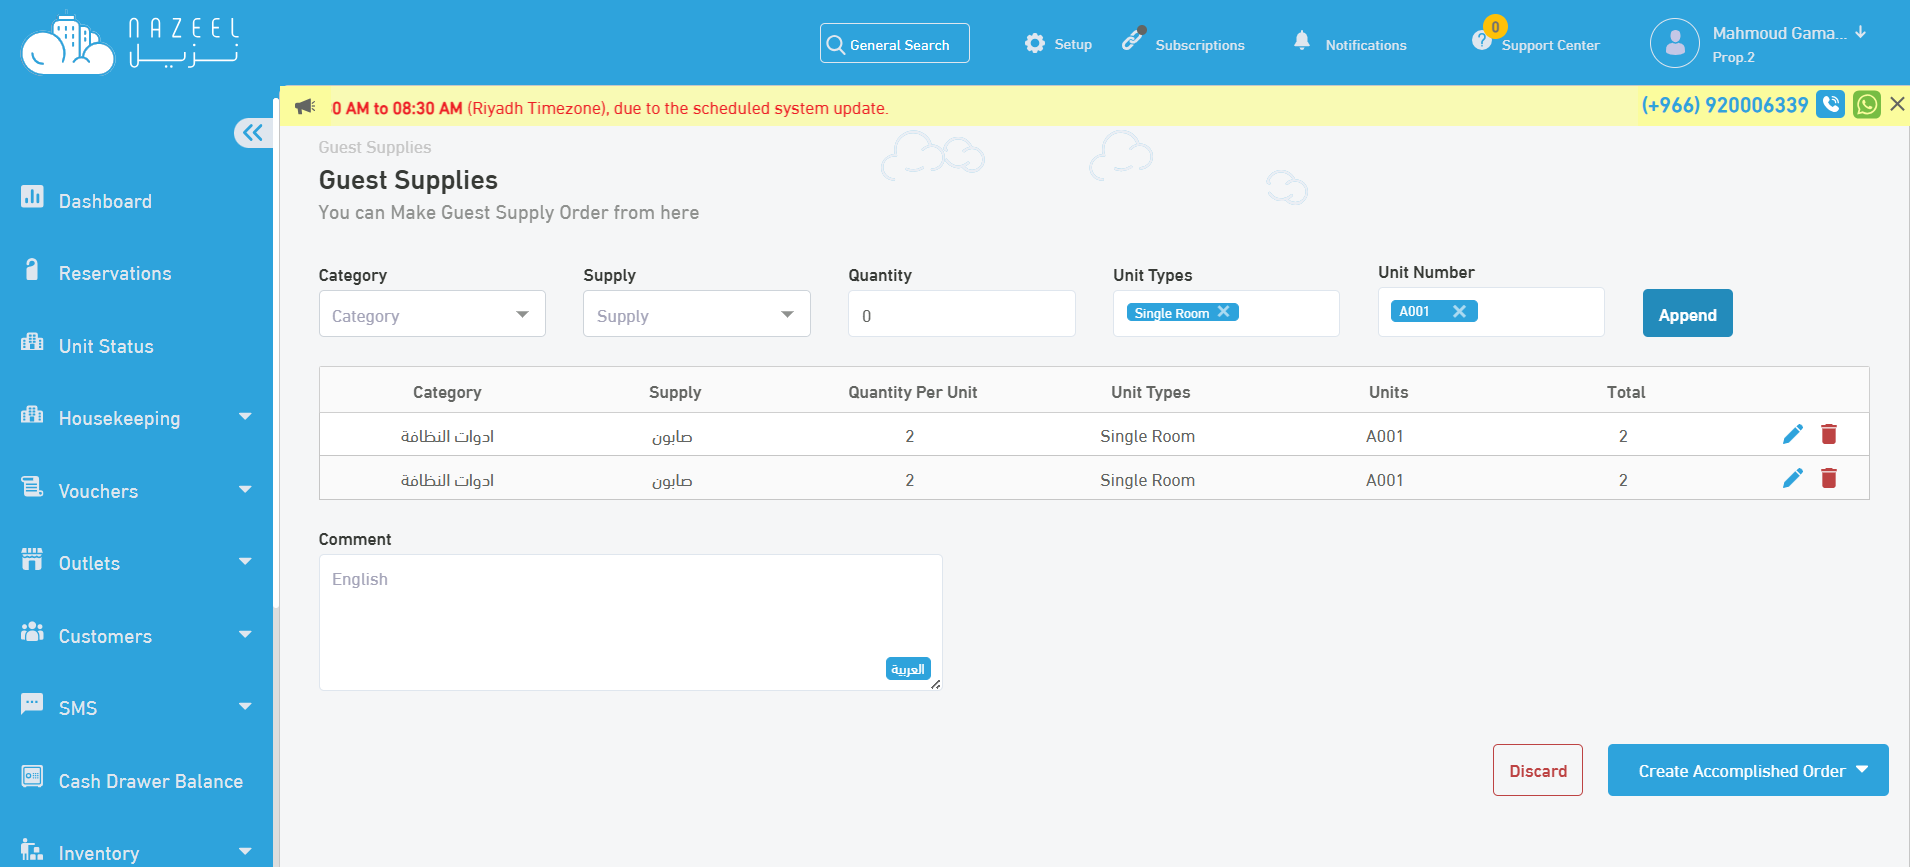 NAZEEL
نزيل
General Search
Setup
Subscriptions
Notifications
0
Support Center
Mahmoud Gama...
Prop.2
0 AM to 08:30 AM (Riyadh Timezone), due to the scheduled system update.
(+966) 920006339
Dashboard
Reservations
Unit Status
Housekeeping
Vouchers
Outlets
Customers
SMS
Cash Drawer Balance
Inventory
Guest Supplies
Guest Supplies
You can Make Guest Supply Order from here
Category Supply Quantity Unit Types Unit Number
Category Supply 0 Single Room A001 Append
Category Supply Quantity Per Unit Unit Types Units Total
ادوات النظافة صابون 2 Single Room A001 2
ادوات النظافة صابون 2 Single Room A001 2
Comment
English
العربية
Discard Create Accomplished Order